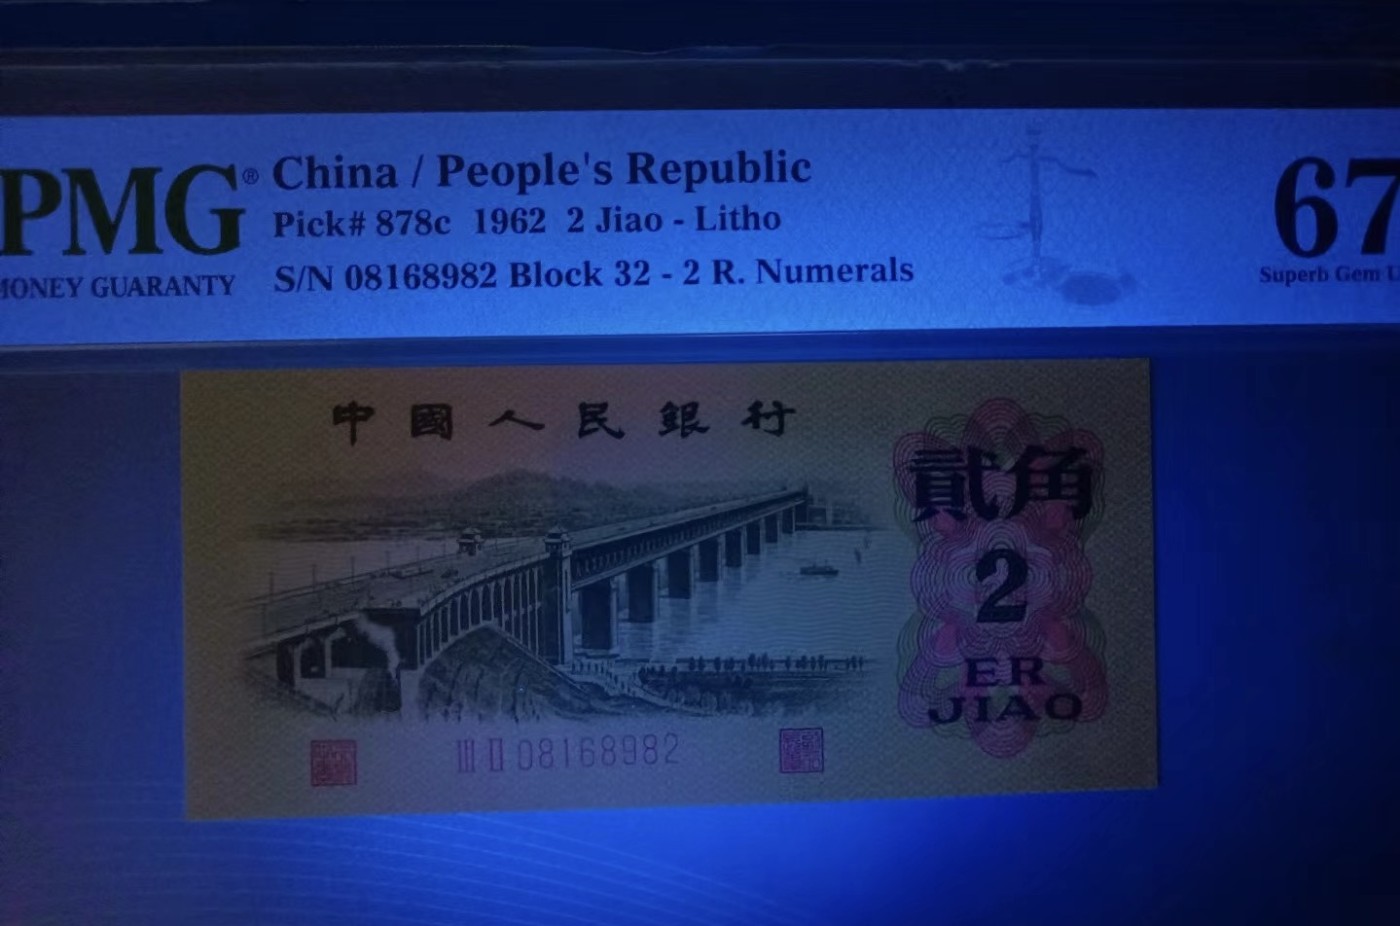 PMG® China / People's Republic
Pick# 878c 1962 2 Jiao - Litho
MONEY GUARANTY S/N 08168982 Block 32 - 2 R. Numerals
67
Superb Gem U
中國人民銀行
貳角
2
ER
JIAO
III II 08168982